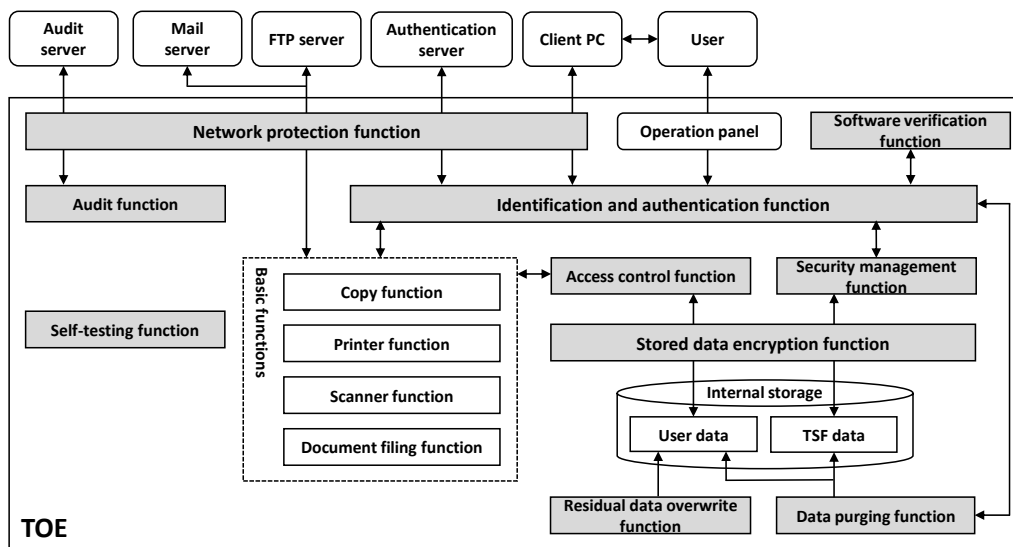 Audit
server
Mail
server
FTP server
Authentication
server
Client PC
User
Network protection function
Operation panel
Software verification
function
Audit function
Identification and authentication function
Basic functions
Copy function
Printer function
Scanner function
Document filing function
Access control function
Security management
function
Self-testing function
Stored data encryption function
Internal storage
User data
TSF data
Residual data overwrite
function
Data purging function
TOE